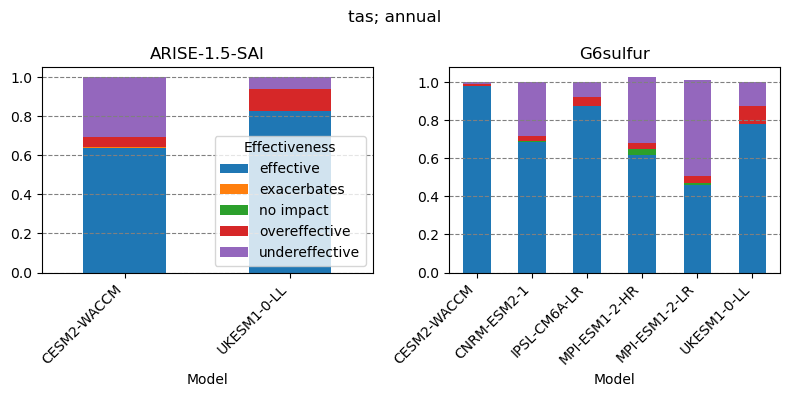 tas; annual
ARISE-1.5-SAI
1.0
0.8
0.6
0.4
0.2
0.0
Effectiveness
effective
exacerbates
no impact
overeffective
undereffective
CESM2-WACCM
UKESM1-0-LL
Model
G6sulfur
1.0
0.8
0.6
0.4
0.2
0.0
CESM2-WACCM
CNRM-ESM2-1
IPSL-CM6A-LR
MPI-ESM1-2-HR
MPI-ESM1-2-LR
UKESM1-0-LL
Model